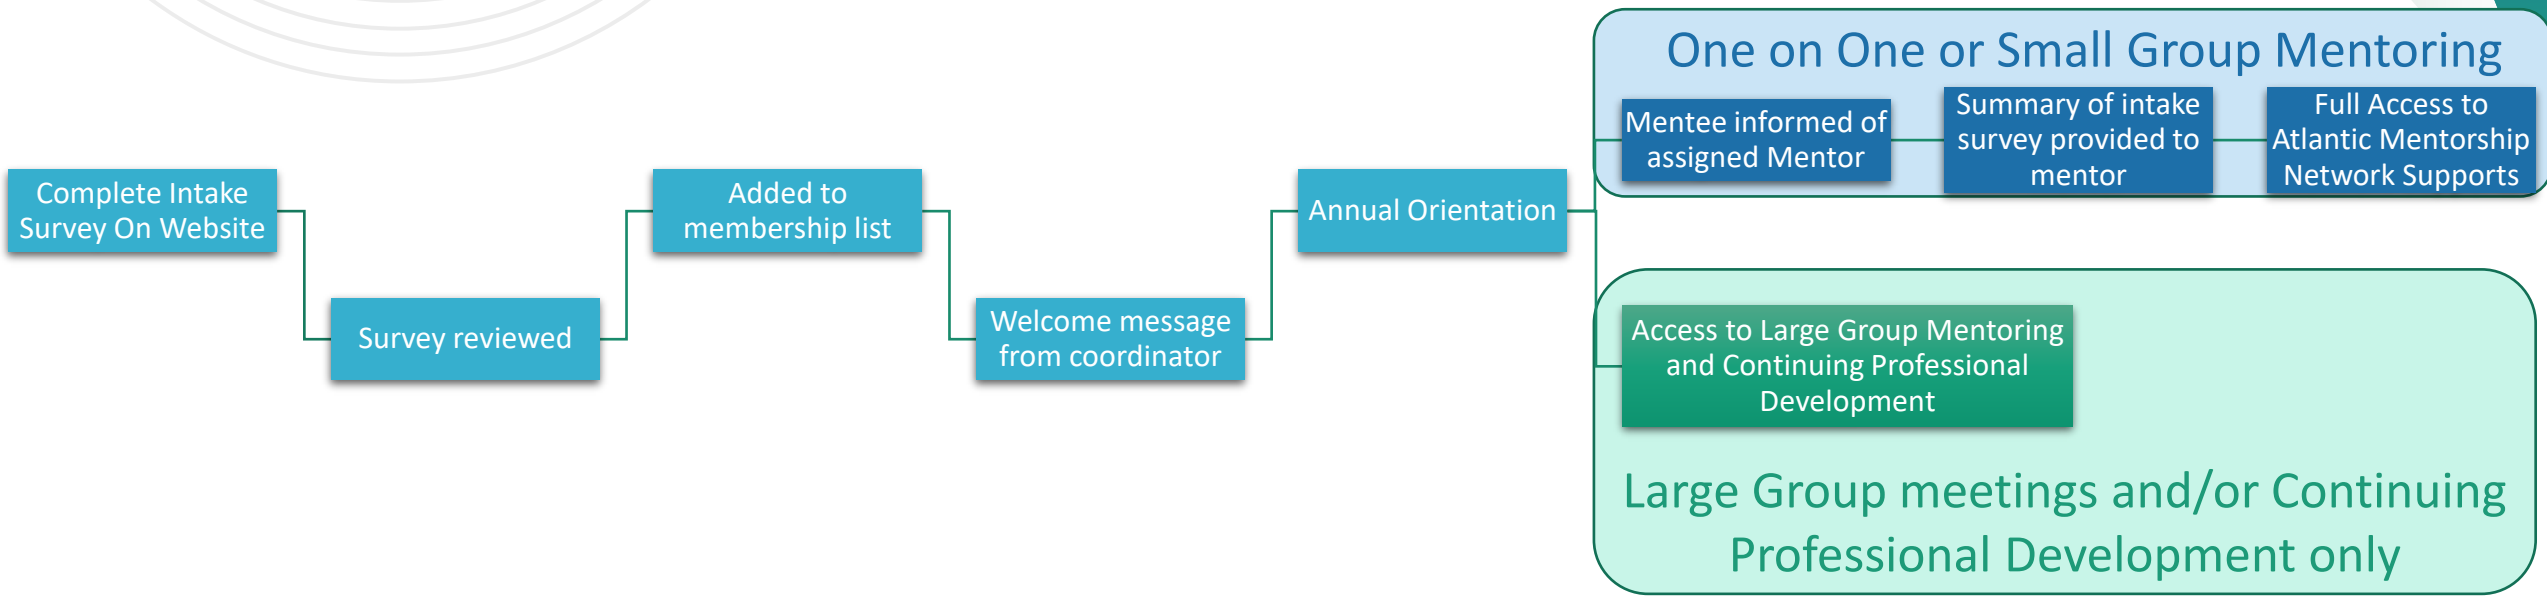 Complete Intake
Survey On Website
Survey reviewed
Added to
membership list
Welcome message
from coordinator
Annual Orientation
One on One or Small Group Mentoring
Mentee informed of
assigned Mentor
Summary of intake
survey provided to
mentor
Full Access to
Atlantic Mentorship
Network Supports
Access to Large Group Mentoring
and Continuing Professional
Development
Large Group meetings and/or Continuing
Professional Development only